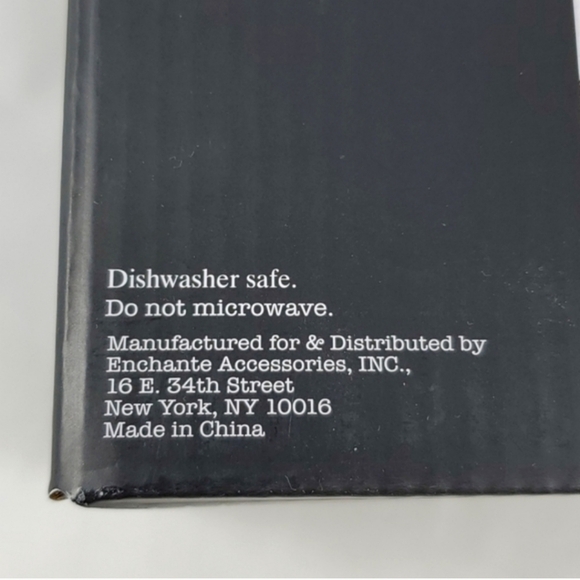 Dishwasher safe.
Do not microwave.
Manufactured for & Distributed by
Enchante Accessories, INC.,
16 E. 34th Street
New York, NY 10016
Made in China